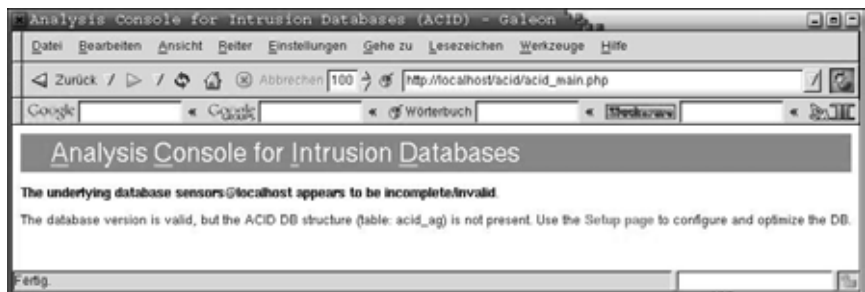 Analysis Console for Intrusion Databases (ACID) - Galeon
Datei Bearbeiten Ansicht Reiter Einstellungen Gehe zu Lesezeichen Werkzeuge Hilfe
Zurück Abbrechen 100 http://localhost/acid/acid_main.php
Google Google Wörterbuch
Analysis Console for Intrusion Databases
The underlying database sensors@localhost appears to be incomplete/invalid.
The database version is valid, but the ACID DB structure (table: acid_ag) is not present. Use the Setup page to configure and optimize the DB.
Fertig.